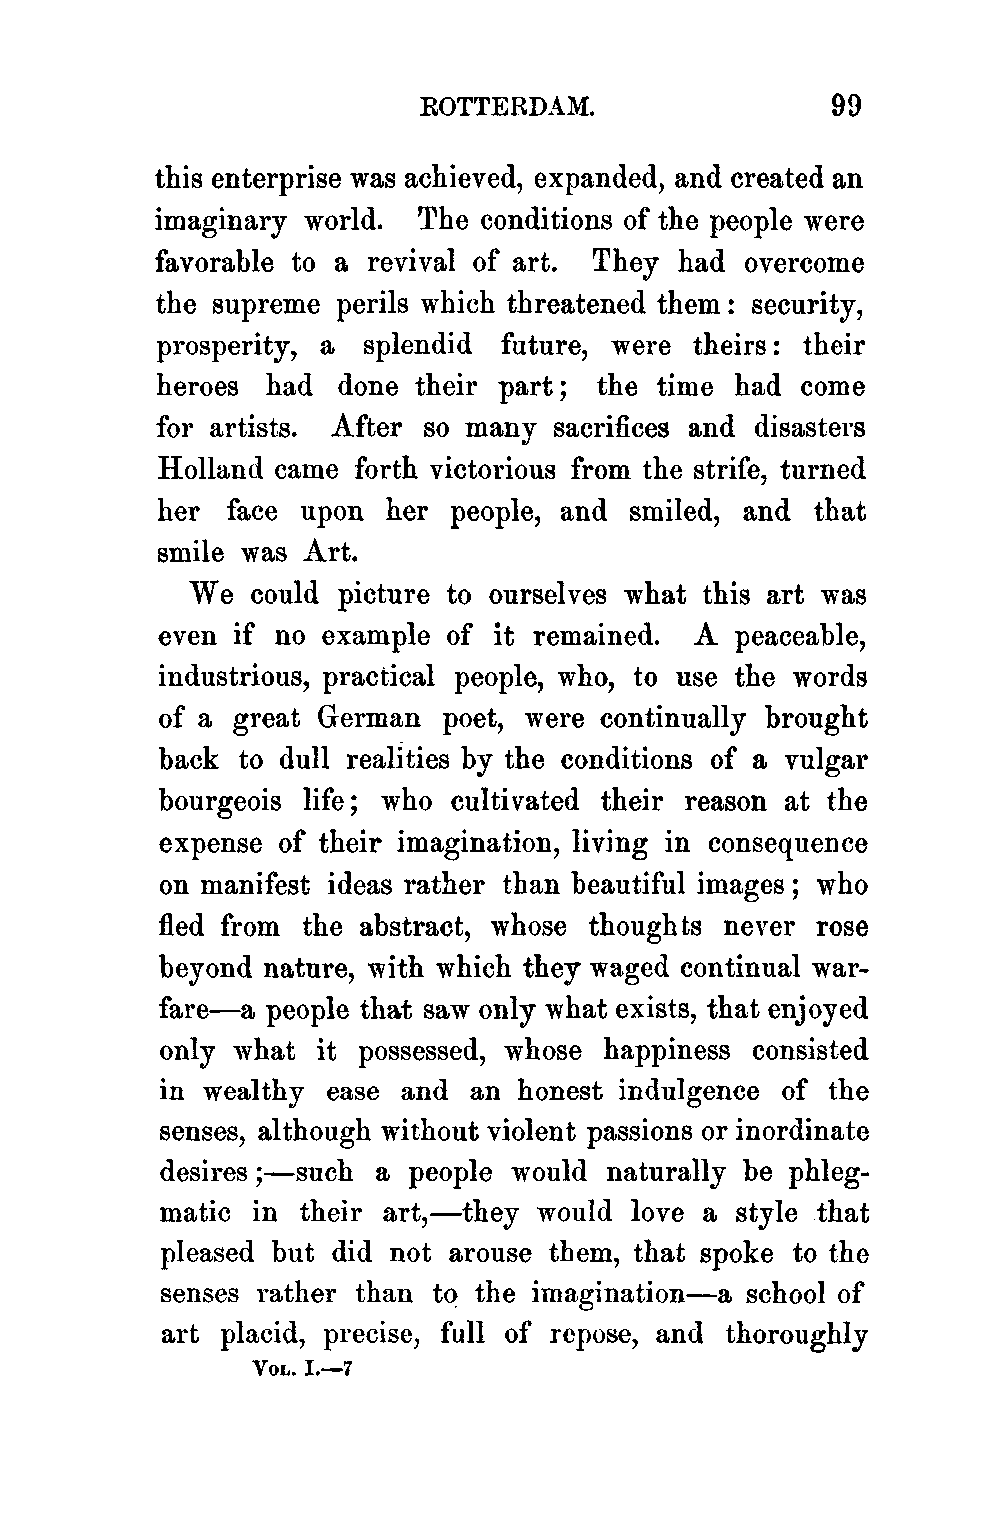 ROTTERDAM. 99
this enterprise was achieved, expanded, and created an
imaginary world. The conditions of the people were
favorable to a revival of art. They had overcome
the supreme perils which threatened them: security,
prosperity, a splendid future, were theirs: their
heroes had done their part; the time had come
for artists. After so many sacrifices and disasters
Holland came forth victorious from the strife, turned
her face upon her people, and smiled, and that
smile was Art.
We could picture to ourselves what this art was
even if no example of it remained. A peaceable,
industrious, practical people, who, to use the words
of a great German poet, were continually brought
back to dull realities by the conditions of a vulgar
bourgeois life; who cultivated their reason at the
expense of their imagination, living in consequence
on manifest ideas rather than beautiful images; who
fled from the abstract, whose thoughts never rose
beyond nature, with which they waged continual war-
fare—a people that saw only what exists, that enjoyed
only what it possessed, whose happiness consisted
in wealthy ease and an honest indulgence of the
senses, although without violent passions or inordinate
desires;—such a people would naturally be phleg-
matic in their art,—they would love a style that
pleased but did not arouse them, that spoke to the
senses rather than to the imagination—a school of
art placid, precise, full of repose, and thoroughly
VOL. I.—7